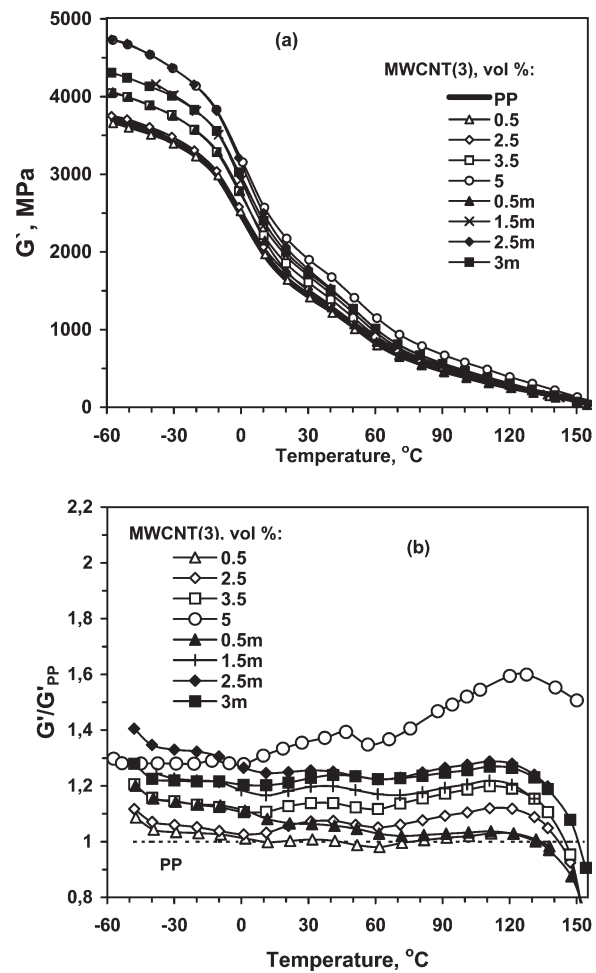 (a)
MWCNT(3), vol %:
PP
0.5
2.5
3.5
5
0.5m
1.5m
2.5m
3m
G`, MPa
5000
4000
3000
2000
1000
0
-60 -30 0 30 60 90 120 150
Temperature, °C
(b)
MWCNT(3), vol %:
0.5
2.5
3.5
5
0.5m
1.5m
2.5m
3m
G'/G'PP
2,2
2
1,8
1,6
1,4
1,2
1
0,8
PP
-60 -30 0 30 60 90 120 150
Temperature, °C